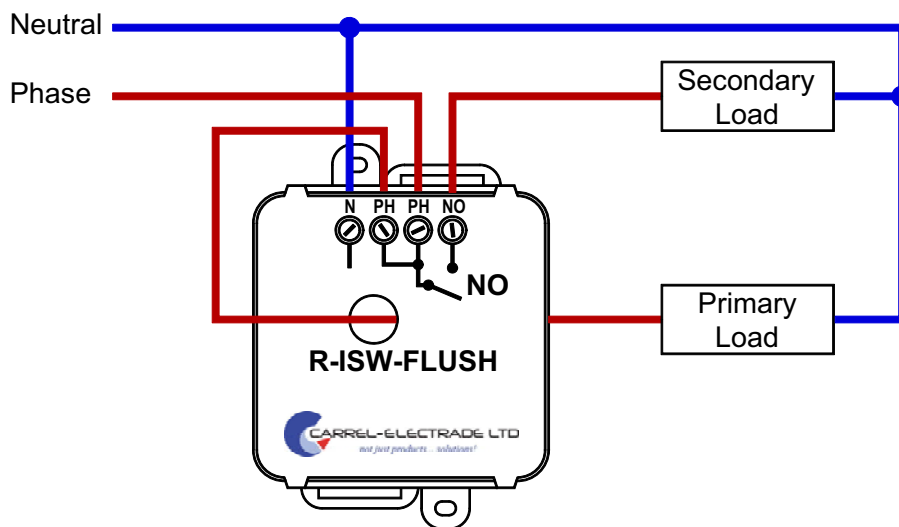 Neutral
Phase
Secondary
Load
N PH PH NO
NO
Primary
Load
R-ISW-FLUSH
CARREL-ELECTRADE LTD
not just products... solutions!